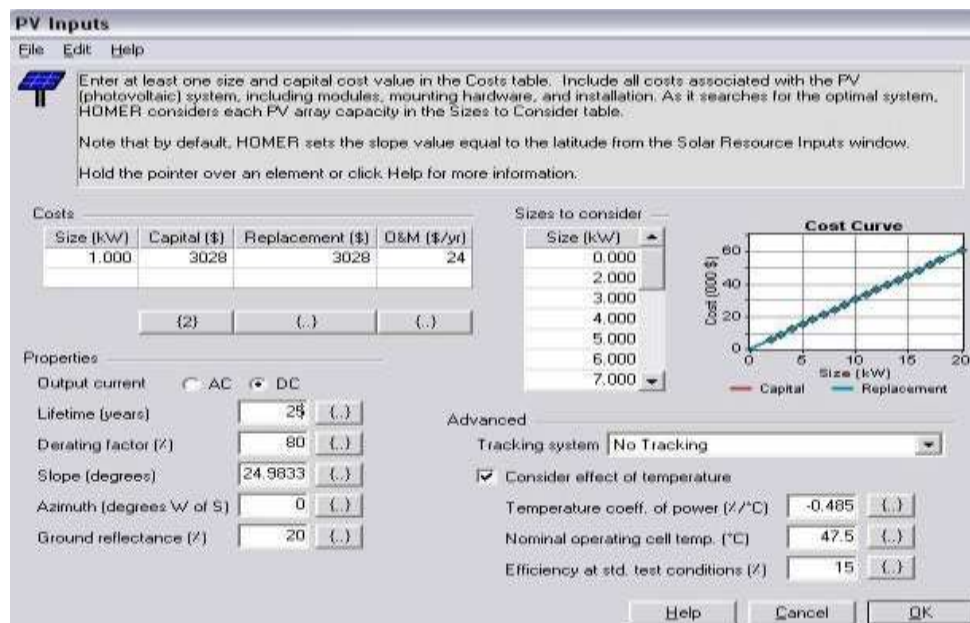 PV Inputs
File Edit Help
Enter at least one size and capital cost value in the Costs table. Include all costs associated with the PV
(photovoltaic) system, including modules, mounting hardware, and installation. As it searches for the optimal system,
HOMER considers each PV array capacity in the Sizes to Consider table.
Note that by default, HOMER sets the slope value equal to the latitude from the Solar Resource Inputs window.
Hold the pointer over an element or click Help for more information.
Costs
Size (kW) Capital ($) Replacement ($) O&M ($/yr)
1.000 3028 3028 24
{2} {..} {..}
Sizes to consider
Size (kW)
0.000
2.000
3.000
4.000
5.000
6.000
7.000
Cost Curve
Cost (000 $)
60
40
20
0
0 5 10 15 20
Size (kW)
Capital Replacement
Properties
Output current AC DC
Lifetime (years) 25 {..}
Derating factor (%) 80 {..}
Slope (degrees) 24.9833 {..}
Azimuth (degrees W of S) 0 {..}
Ground reflectance (%) 20 {..}
Advanced
Tracking system No Tracking
Consider effect of temperature
Temperature coeff. of power (%/°C) -0.485 {..}
Nominal operating cell temp. (°C) 47.5 {..}
Efficiency at std. test conditions (%) 15 {..}
Help Cancel OK